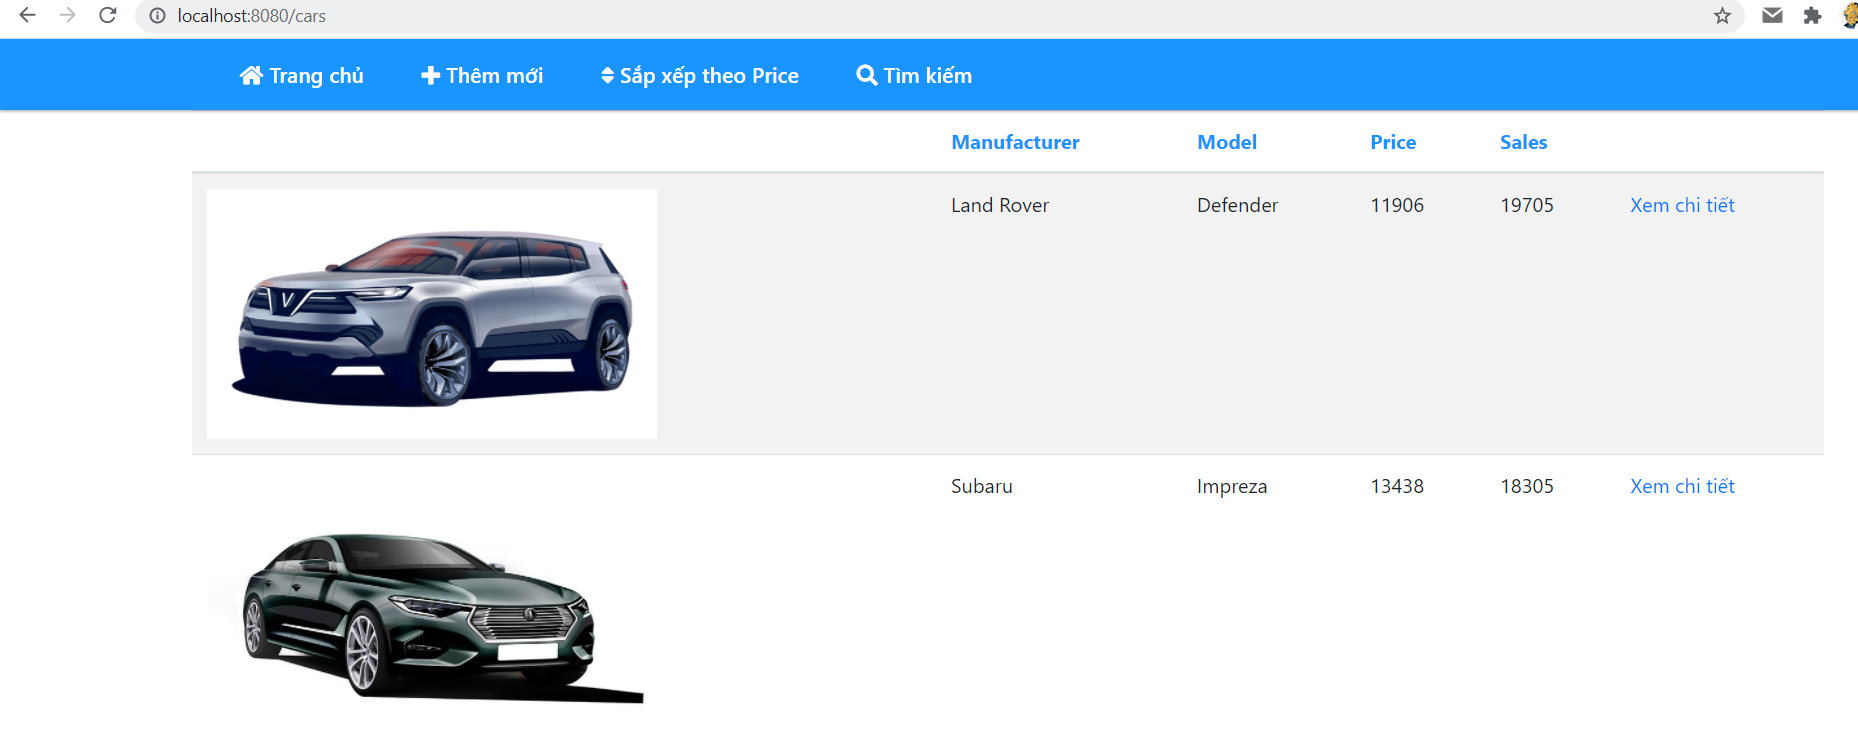 localhost:8080/cars
Trang chủ Thêm mới Sắp xếp theo Price Tìm kiếm
Manufacturer Model Price Sales
Land Rover Defender 11906 19705 Xem chi tiết
Subaru Impreza 13438 18305 Xem chi tiết